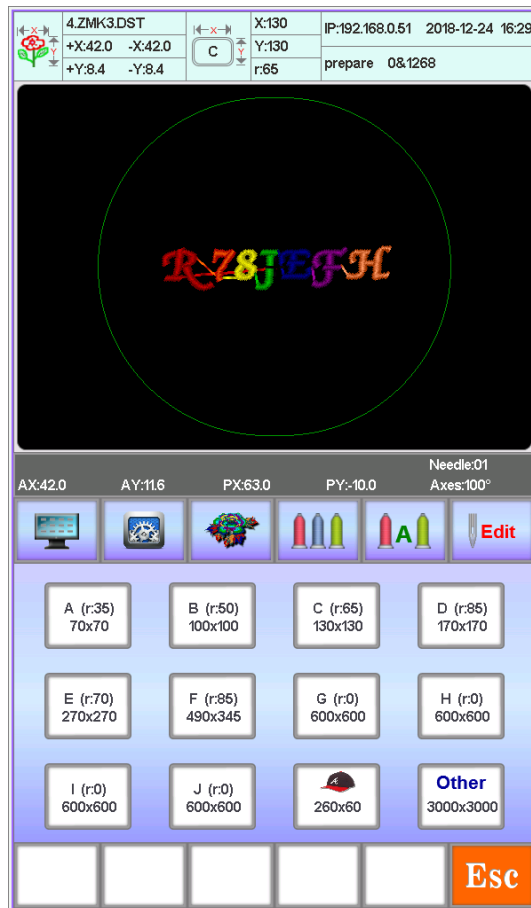 X
Y
4.ZMK3.DST
+X:42.0 -X:42.0
+Y:8.4 -Y:8.4
X
C
Y
X:130
Y:130
r:65
IP:192.168.0.51 2018-12-24 16:29
prepare 0&1268
R78JEFH
Needle:01
AX:42.0 AY:11.6 PX:63.0 PY:-10.0 Axes:100°
A
Edit
A (r:35)
70x70
B (r:50)
100x100
C (r:65)
130x130
D (r:85)
170x170
E (r:70)
270x270
F (r:85)
490x345
G (r:0)
600x600
H (r:0)
600x600
I (r:0)
600x600
J (r:0)
600x600
260x60
Other
3000x3000
Esc